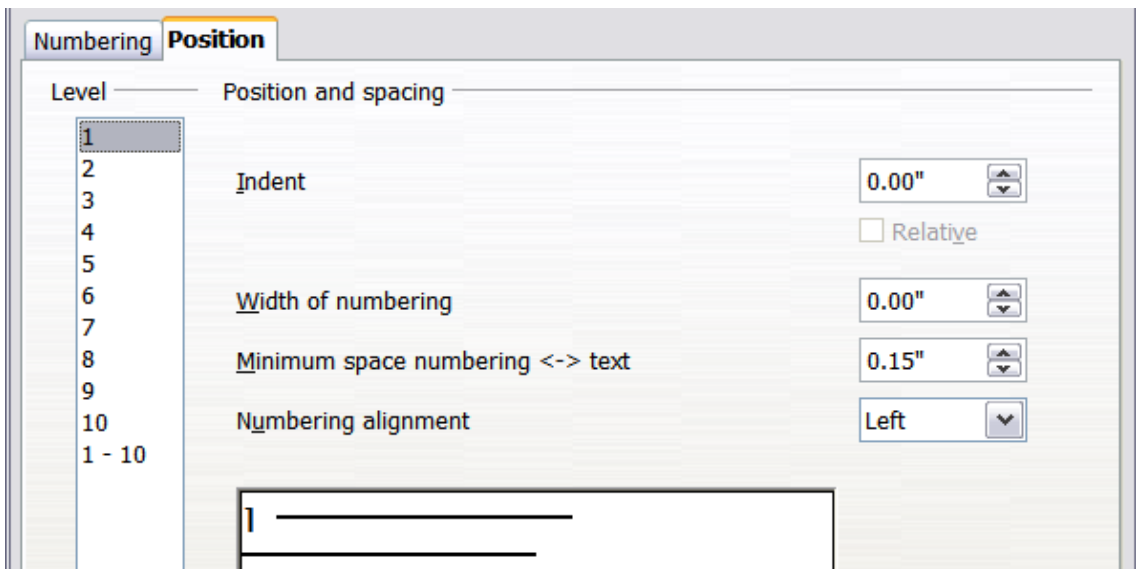 Numbering Position
Level Position and spacing
1
2
3
4
5
6
7
8
9
10
1 - 10
Indent 0.00"
Relative
Width of numbering 0.00"
Minimum space numbering <-> text 0.15"
Numbering alignment Left
1